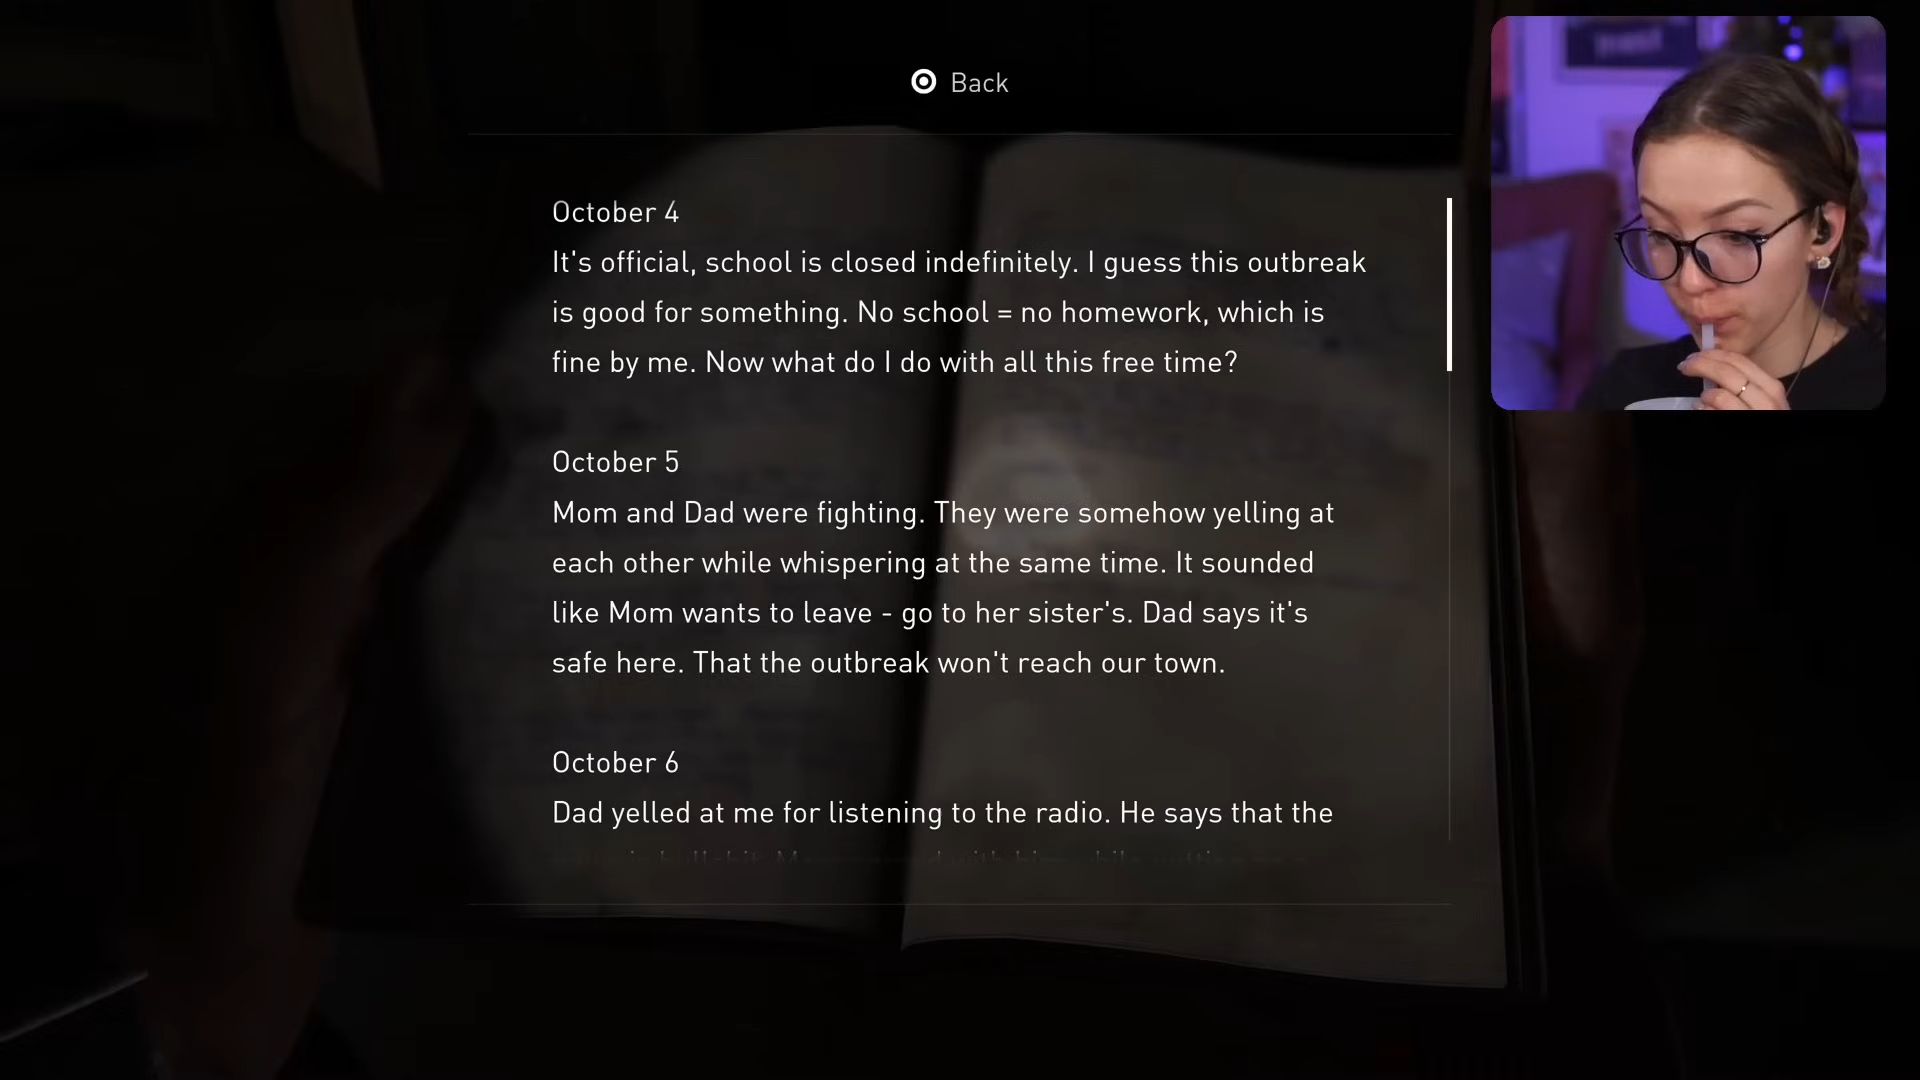 Back
October 4
It's official, school is closed indefinitely. I guess this outbreak
is good for something. No school = no homework, which is
fine by me. Now what do I do with all this free time?
October 5
Mom and Dad were fighting. They were somehow yelling at
each other while whispering at the same time. It sounded
like Mom wants to leave - go to her sister's. Dad says it's
safe here. That the outbreak won't reach our town.
October 6
Dad yelled at me for listening to the radio. He says that the